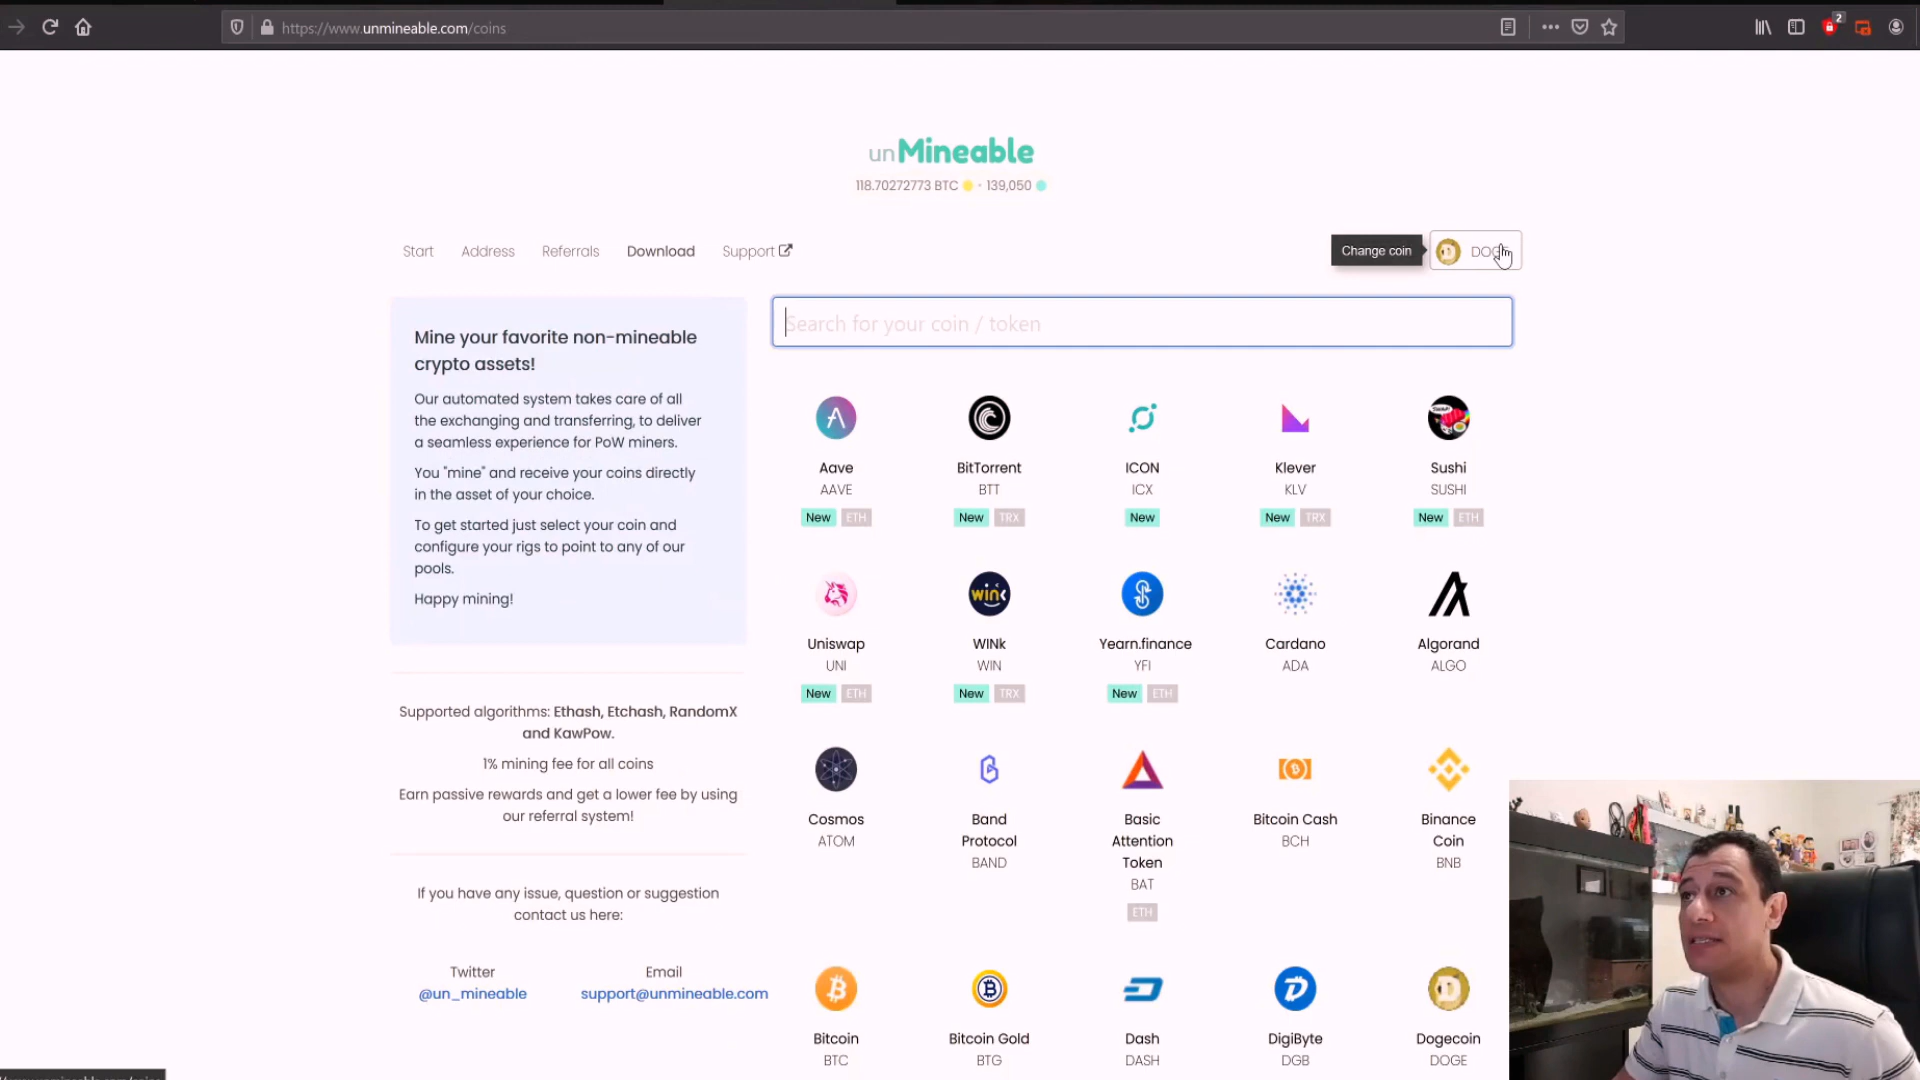 https://www.unmineable.com/coins
2
unMineable
118.70272773 BTC · 139,050
Start Address Referrals Download Support
Change coin
Mine your favorite non-mineable
crypto assets!
Our automated system takes care of all
the exchanging and transferring, to deliver
a seamless experience for PoW miners.
You "mine" and receive your coins directly
in the asset of your choice.
To get started just select your coin and
configure your rigs to point to any of our
pools.
Happy mining!
Supported algorithms: Ethash, Etchash, RandomX
and KawPow.
1% mining fee for all coins
Earn passive rewards and get a lower fee by using
our referral system!
If you have any issue, question or suggestion
contact us here:
Twitter Email
@un_mineable support@unmineable.com
Search for your coin / token
Aave BitTorrent ICON Klever Sushi
AAVE BTT ICX KLV SUSHI
New ETH New TRX New New TRX New ETH
WIN
Uniswap WINk Yearn.finance Cardano Algorand
UNI WIN YFI ADA ALGO
New ETH New TRX New ETH
Cosmos Band Basic Bitcoin Cash Binance
ATOM Protocol Attention BCH Coin
BAND Token BNB
BAT
ETH
Bitcoin Bitcoin Gold Dash DigiByte Dogecoin
BTC BTG DASH DGB DOGE